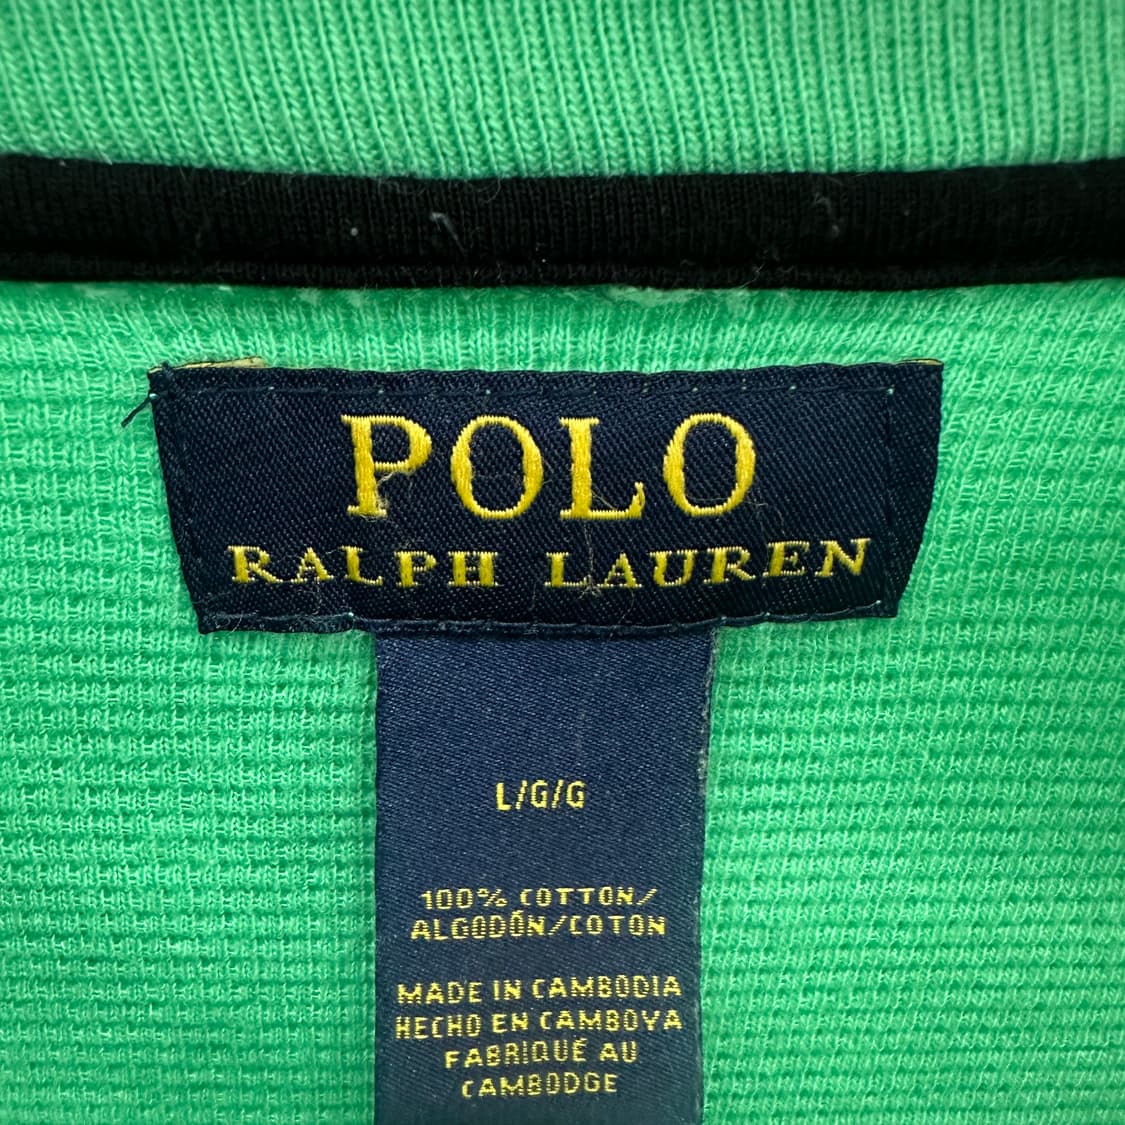 POLO
RALPH LAUREN
L/G/G
100% COTTON/
ALGODÓN/COTON
MADE IN CAMBODIA
HECHO EN CAMBOYA
FABRIQUÉ AU
CAMBODGE